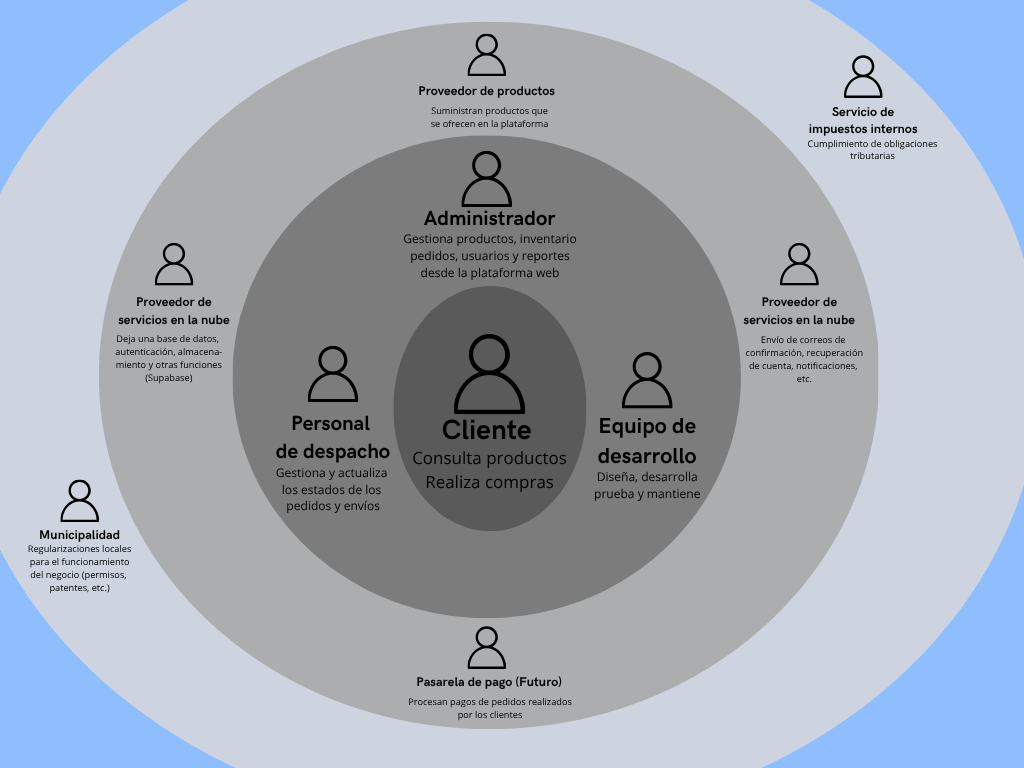 Proveedor de productos
Suministran productos que
se ofrecen en la plataforma
Servicio de
impuestos internos
Cumplimiento de obligaciones
tributarias
Administrador
Gestiona productos, inventario
pedidos, usuarios y reportes
desde la plataforma web
Proveedor de
servicios en la nube
Deja una base de datos,
autenticación, almacena-
miento y otras funciones
(Supabase)
Proveedor de
servicios en la nube
Envío de correos de
confirmación, recuperación
de cuenta, notificaciones,
etc.
Personal
de despacho
Gestiona y actualiza
los estados de los
pedidos y envíos
Cliente
Consulta productos
Realiza compras
Equipo de
desarrollo
Diseña, desarrolla
prueba y mantiene
Municipalidad
Regularizaciones locales
para el funcionamiento
del negocio (permisos,
patentes, etc.)
Pasarela de pago (Futuro)
Procesan pagos de pedidos realizados
por los clientes